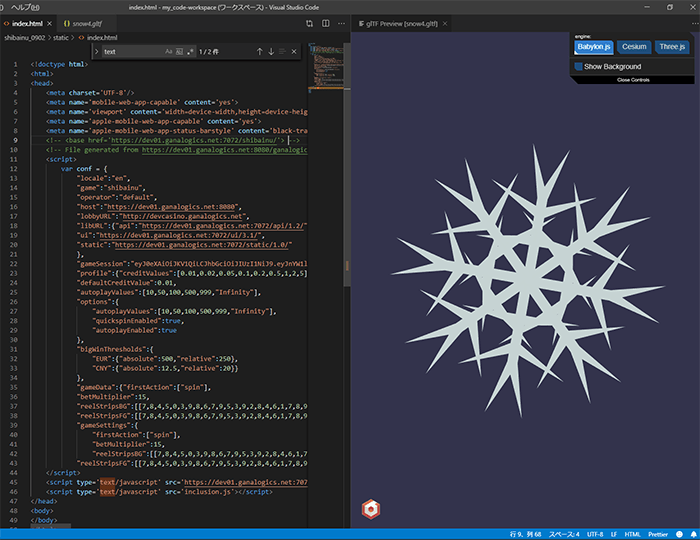 ヘルプ(H)
index.html - my_code-workspace (ワークスペース) - Visual Studio Code
index.html
snow4.gltf
shibainu_0902 > static > index.html
text
1 / 2 件
1 <!doctype html>
2 <html>
3 <head>
4 <meta charset="UTF-8"/>
5 <meta name="mobile-web-app-capable" content="yes">
6 <meta name="viewport" content="width=device-width,height=device-heig
7 <meta name="apple-mobile-web-app-capable" content="yes">
8 <meta name="apple-mobile-web-app-status-barstyle" content="black-tra
9 <!-- <base href='https://dev01.ganalogics.net:7072/shibainu/'> -->
10 <!-- File generated from https://dev01.ganalogics.net:8080/ganalogic
11 <script>
12 var conf = {
13 "locale":"en",
14 "game":"shibainu",
15 "operator":"default",
16 "host":"https://dev01.ganalogics.net:8080",
17 "lobbyURL":"http://devcasino.ganalogics.net",
18 "libURL":{"api":"https://dev01.ganalogics.net:7072/api/1.2/"
19 "ui":"https://dev01.ganalogics.net:7072/ui/3.1/",
20 "static":"https://dev01.ganalogics.net:7072/static/1.0/"
21 },
22 "gameSession":
23 "profile":{"creditValues":[0.01,0.02,0.05,0.1,0.2,0.5,1,2,5]
24 "defaultCreditValue":0.01,
25 "autoplayValues":[10,50,100,500,999,"Infinity"],
26 "options":{
27 "autoplayValues":[10,50,100,500,999,"Infinity"],
28 "quickspinEnabled":true,
29 "autoplayEnabled":true
30 },
31 "bigWinThresholds":{
32 "EUR":{"absolute":500,"relative":250},
33 "CNY":{"absolute":12.5,"relative":20}}
34 },
35 "gameData":{"firstAction":["spin"],
36 "betMultiplier":15,
37 "reelStripsBG":[[7,8,4,5,0,3,9,8,6,7,9,5,3,9,2,8,4,6,1,7,8,9
38 "reelStripsFG":[[7,8,4,5,0,3,9,8,6,7,9,5,3,9,2,8,4,6,1,7,8,9
39 "gameSettings":{
40 "firstAction":["spin"],
41 "betMultiplier":15,
42 "reelStripsBG":[[7,8,4,5,0,3,9,8,6,7,9,5,3,9,2,8,4,6,1,7
43 "reelStripsFG":[[7,8,4,5,0,3,9,8,6,7,9,5,3,9,2,8,4,6,1,7,8,9
44 </script>
45 <script type='text/javascript' src='https://dev01.ganalogics.net:707
46 <script type='text/javascript' src='inclusion.js'></script>
47 </head>
48 <body>
49 </body>
glTF Preview [snow4.gltf]
engine:
Babylon.js
Cesium
Three.js
Show Background
Close Controls
行 9、列 68
スペース: 4
UTF-8
LF
HTML
Prettier